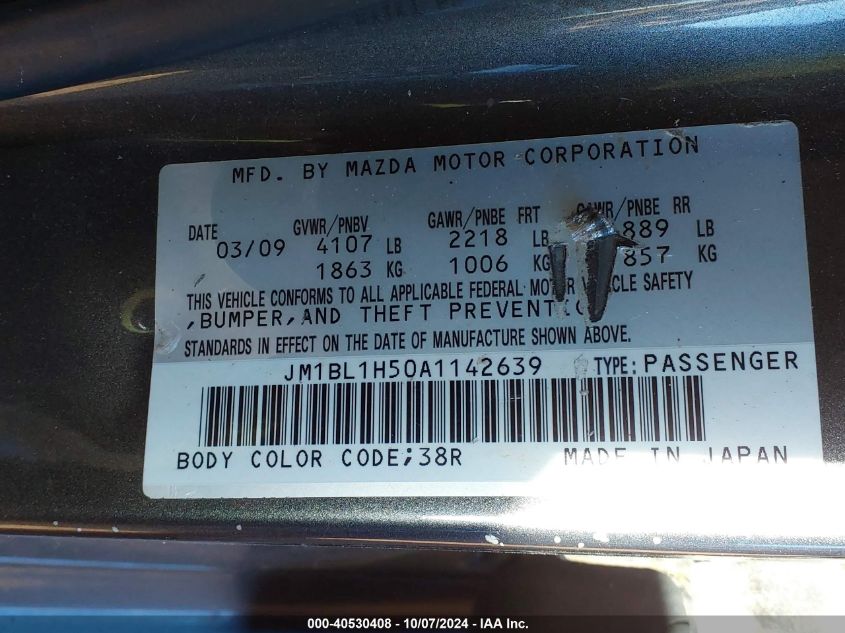 MFD. BY MAZDA MOTOR CORPORATION
DATE GVWR/PNBV GAWR/PNBE FRT /PNBE RR
03/09 4107 LB 2218 LB 889 LB
1863 KG 1006 KG 857 KG
THIS VEHICLE CONFORMS TO ALL APPLICABLE FEDERAL MOTOR VEHICLE SAFETY
,BUMPER,AND THEFT PREVENTIO
STANDARDS IN EFFECT ON THE DATE OF MANUFACTURE SHOWN ABOVE.
JM1BL1H50A1142639 TYPE: PASSENGER
BODY COLOR CODE;38R MADE IN JAPAN
000-40530408 - 10/07/2024 - IAA Inc.